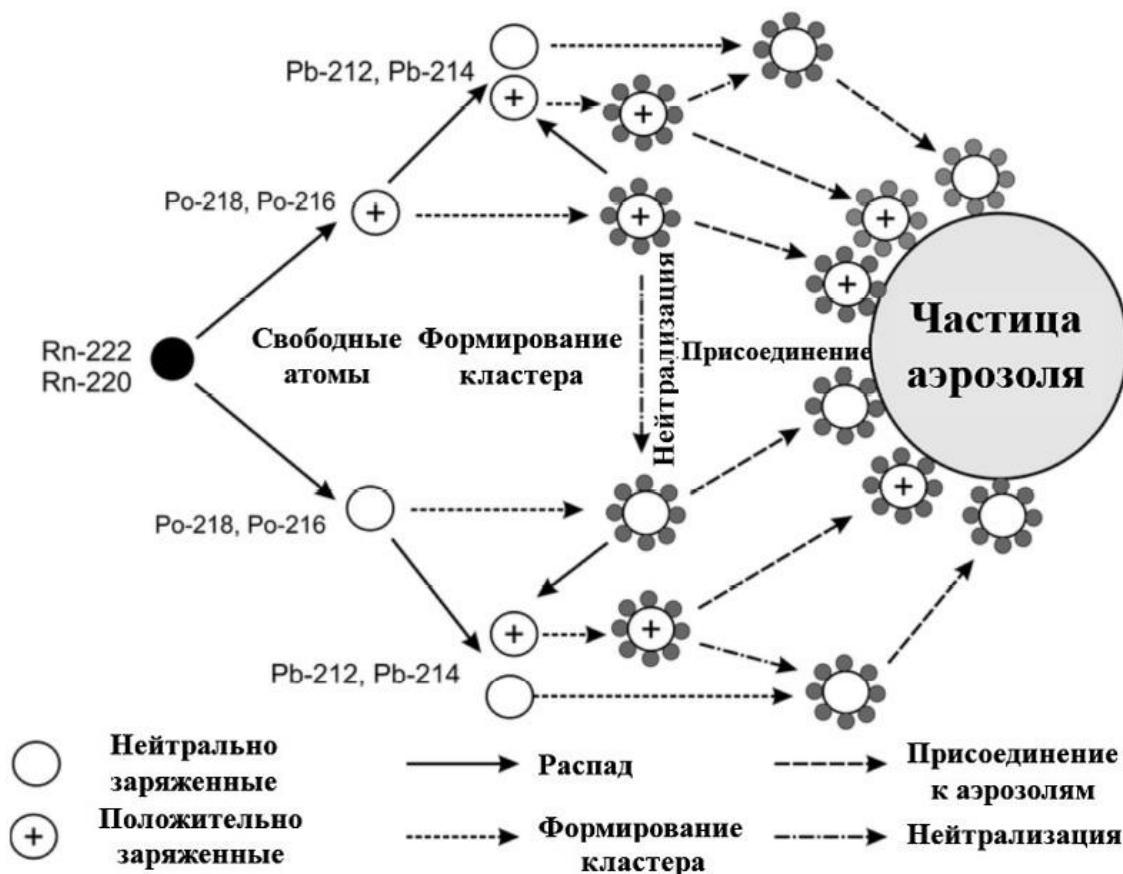 Pb-212, Pb-214
Po-218, Po-216
Rn-222
Rn-220
Свободные
атомы
Формирование
кластера
Нейтрализация
Присоединение
Частица
аэрозоля
Po-218, Po-216
Pb-212, Pb-214
Нейтрально
заряженные
Распад
Присоединение
к аэрозолям
Положительно
заряженные
Формирование
кластера
Нейтрализация